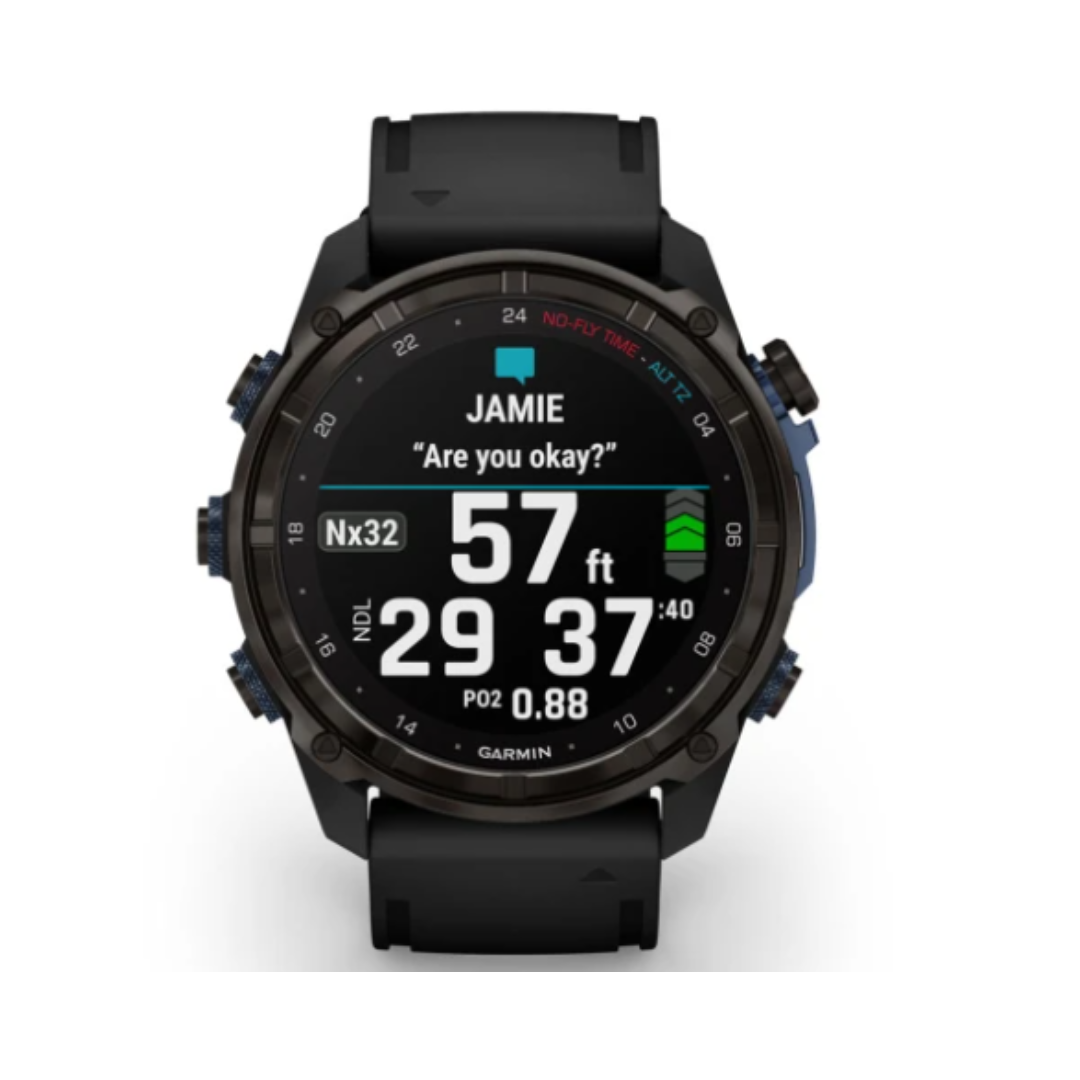 24
NO-FLY TIME - ALT TZ
22
20
04
JAMIE
“Are you okay?”
18
Nx32
57 ft
06
NDL 29 37:40
16
08
PO2 0.88
14
10
GARMIN